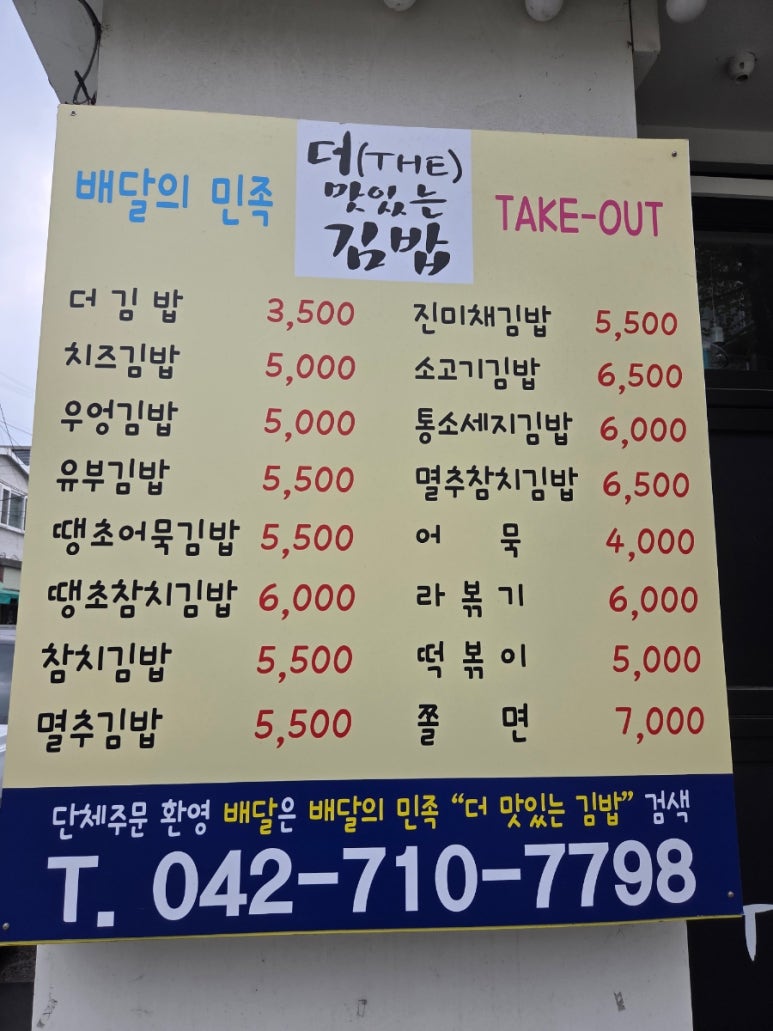 배달의 민족
더(THE)
맛있는
김밥
TAKE-OUT
더 김 밥 3,500
치즈김밥 5,000
우엉김밥 5,000
유부김밥 5,500
땡초어묵김밥 5,500
땡초참치김밥 6,000
참치김밥 5,500
멸추김밥 5,500
진미채김밥 5,500
소고기김밥 6,500
통소세지김밥 6,000
멸추참치김밥 6,500
어 묵 4,000
라 볶 기 6,000
떡 볶 이 5,000
쫄 면 7,000
단체주문 환영 배달은 배달의 민족 “더 맛있는 김밥” 검색
T. 042-710-7798